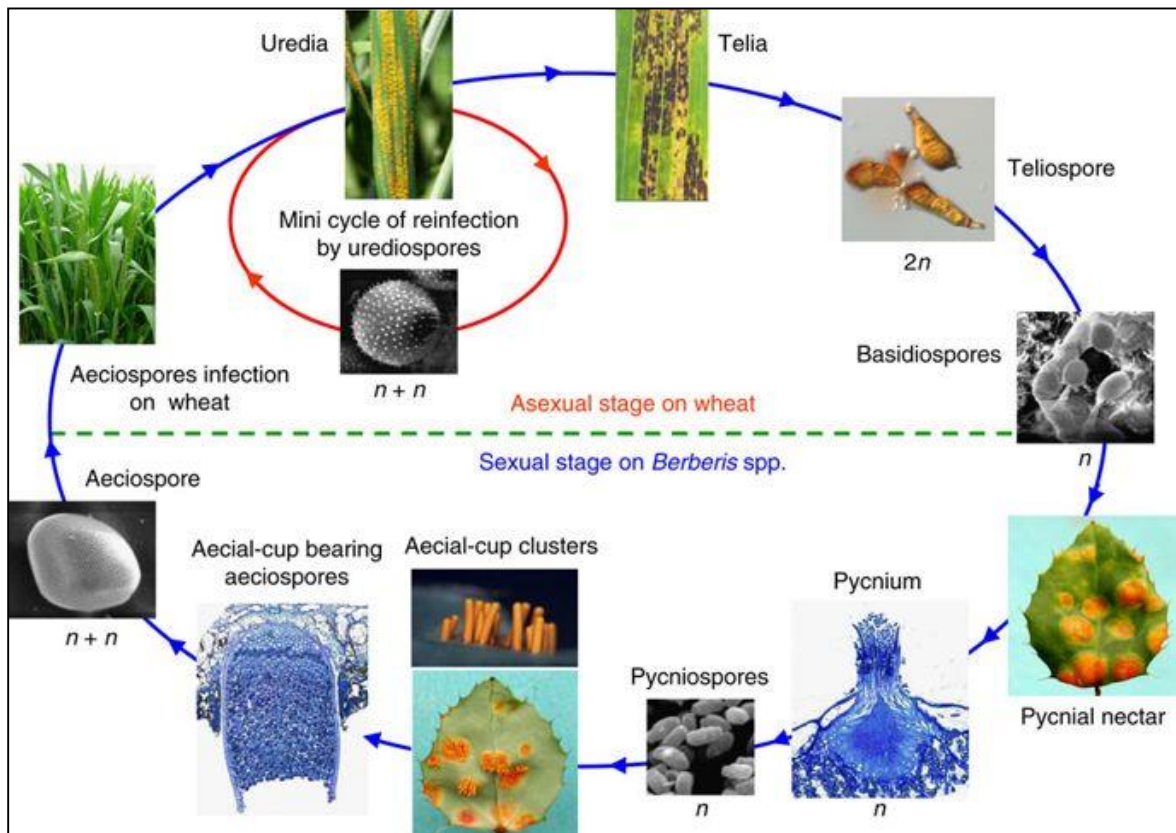 Uredia
Telia
Teliospore
2n
Mini cycle of reinfection
by urediospores
n + n
Basidiospores
n
Aeciospores infection
on wheat
Asexual stage on wheat
Sexual stage on Berberis spp.
Aeciospore
n + n
Aecial-cup bearing
aeciospores
Aecial-cup clusters
Pycniospores
n
Pycnium
n
Pycnial nectar